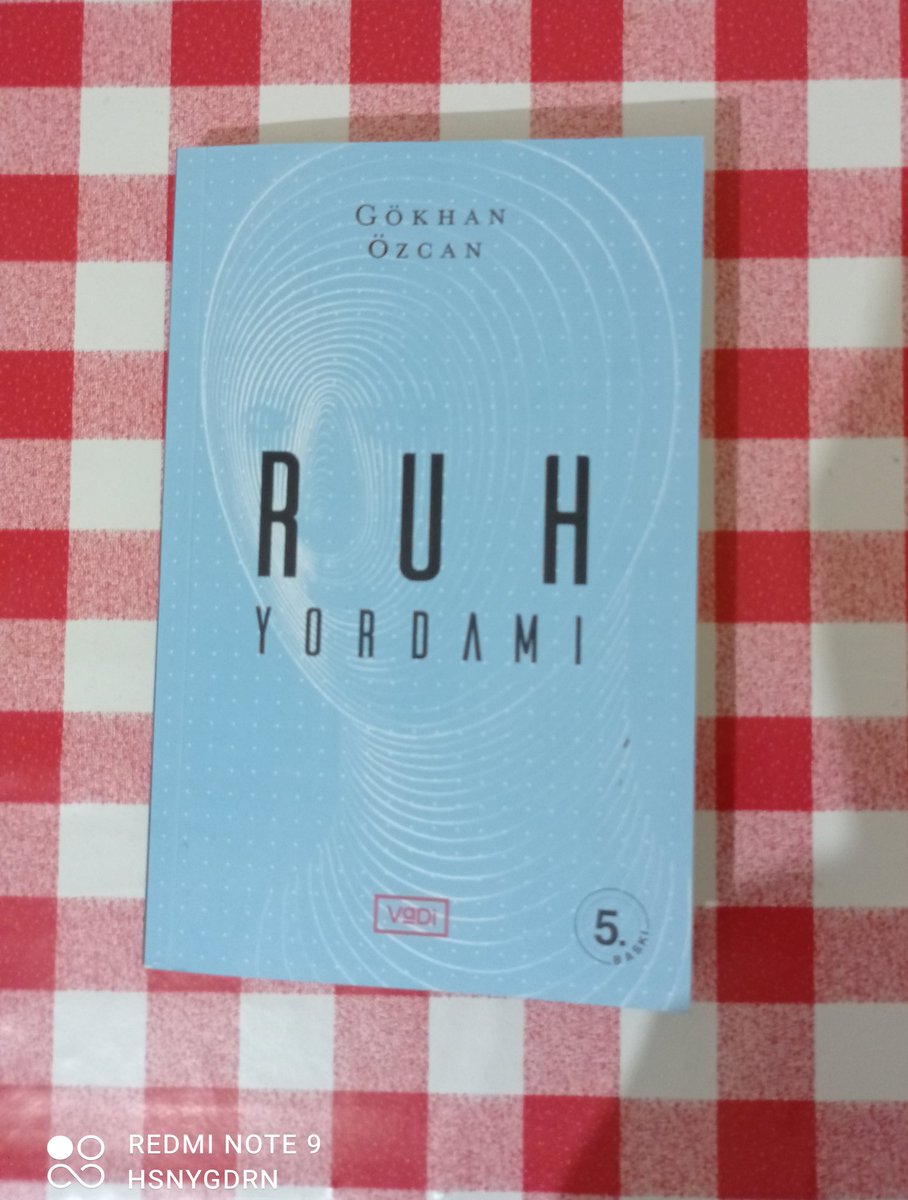 GÖKHAN
ÖZCAN
RUH
YORDAMI
VaDi
5.
BASKI
REDMI NOTE 9
HSNYGDRN